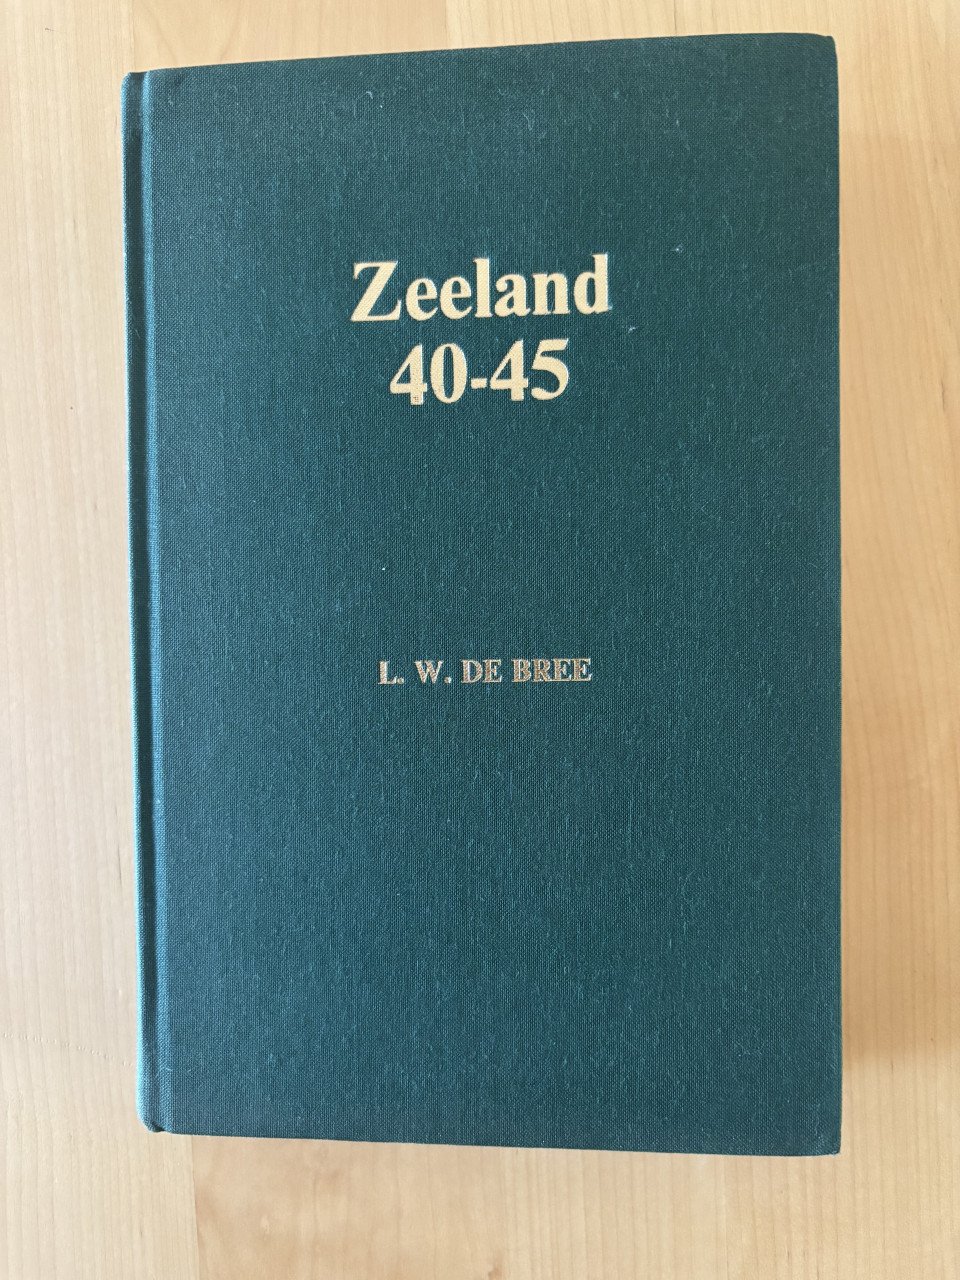 Zeeland
40-45
L. W. DE BREE